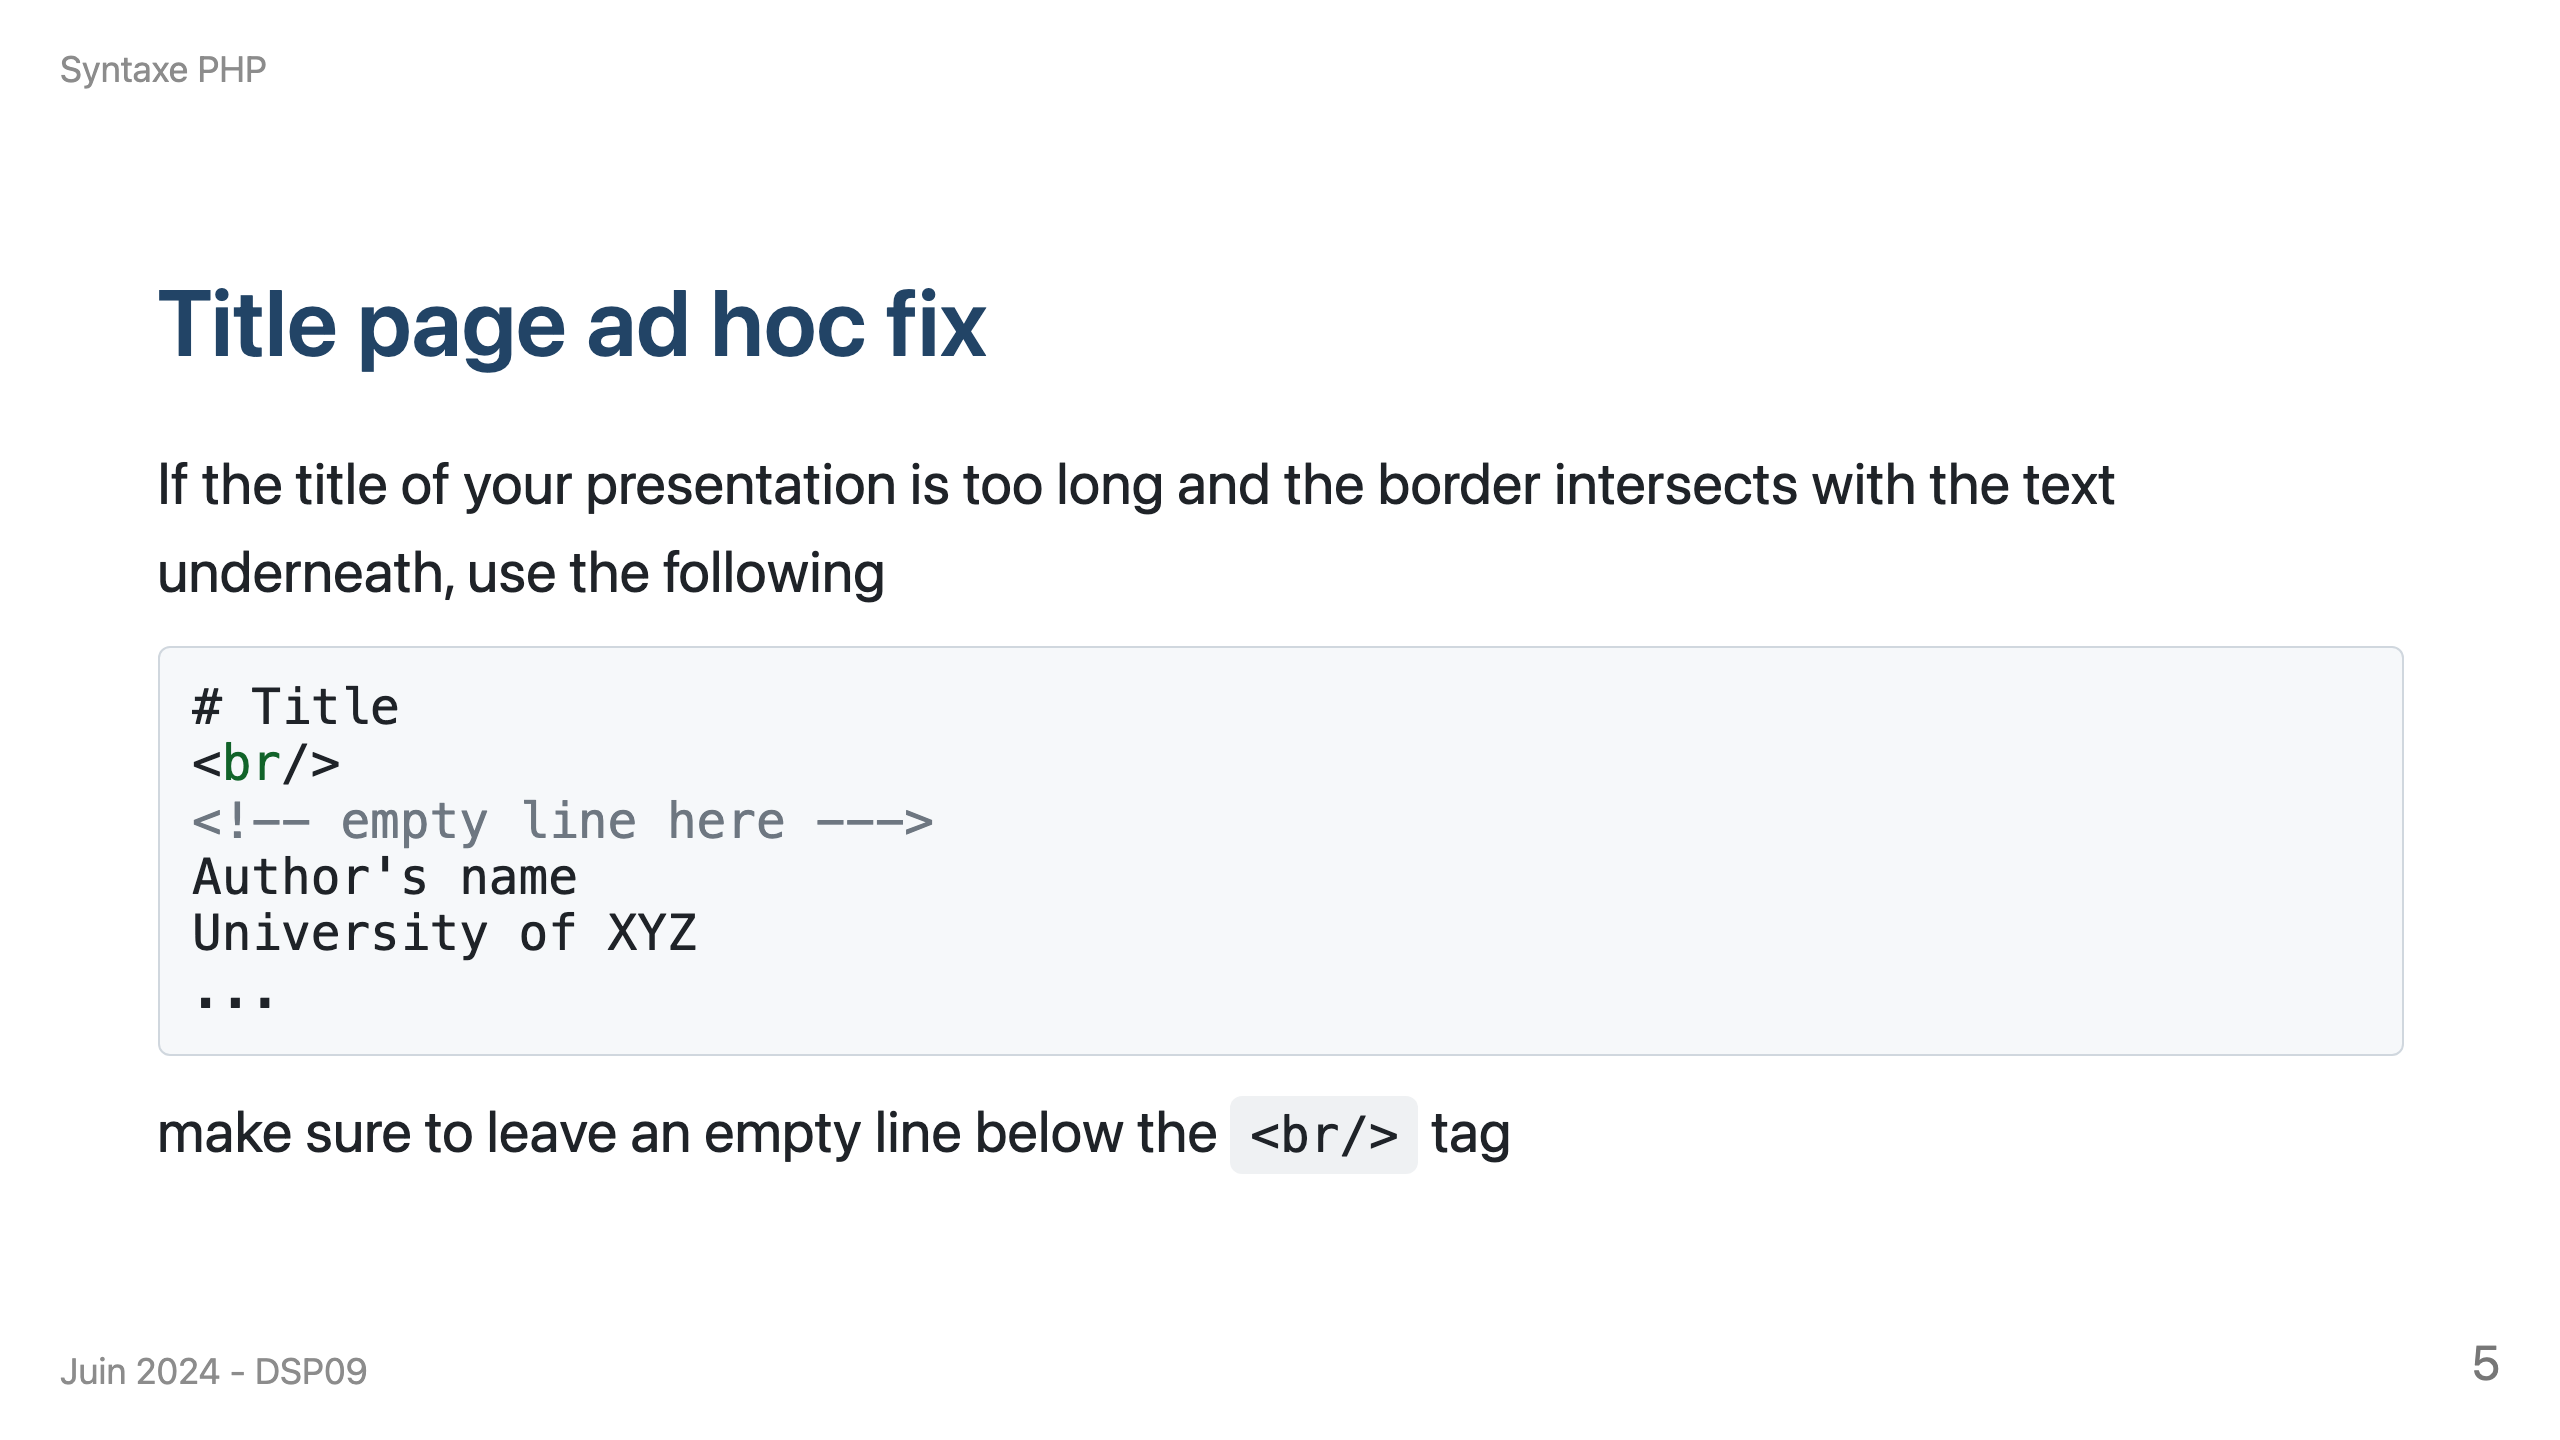 Syntaxe PHP
Title page ad hoc fix
If the title of your presentation is too long and the border intersects with the text
underneath, use the following
# Title
<br/>
<!-- empty line here --->
Author's name
University of XYZ
...
make sure to leave an empty line below the <br/> tag
Juin 2024 - DSP09
5